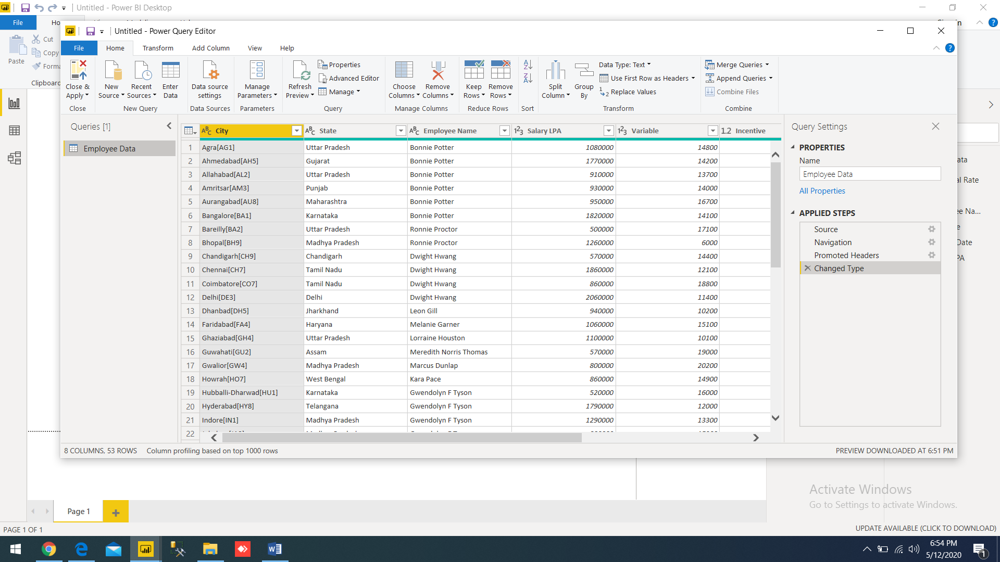 Untitled - Power BI Desktop
File
Cut
Copy
Paste
Clipboard
Untitled - Power Query Editor
File Home Transform Add Column View Help
Close & Apply
Close
New Source
Recent Sources
Enter Data
New Query
Data source settings
Data Sources
Manage Parameters
Parameters
Refresh Preview
Properties
Advanced Editor
Manage
Query
Choose Columns
Remove Columns
Manage Columns
Keep Rows
Remove Rows
Reduce Rows
Sort
Split Column
Group By
Data Type: Text
Use First Row as Headers
Replace Values
Transform
Merge Queries
Append Queries
Combine Files
Combine
Queries [1]
Employee Data
City State Employee Name Salary LPA Variable 1.2 Incentive
1 Agra[AG1] Uttar Pradesh Bonnie Potter 1080000 14800
2 Ahmedabad[AH5] Gujarat Bonnie Potter 1770000 14200
3 Allahabad[AL2] Uttar Pradesh Bonnie Potter 910000 13700
4 Amritsar[AM3] Punjab Bonnie Potter 930000 14000
5 Aurangabad[AU8] Maharashtra Bonnie Potter 950000 16700
6 Bangalore[BA1] Karnataka Bonnie Potter 1820000 14100
7 Bareilly[BA2] Uttar Pradesh Ronnie Proctor 500000 17100
8 Bhopal[BH9] Madhya Pradesh Ronnie Proctor 1260000 6000
9 Chandigarh[CH9] Chandigarh Dwight Hwang 570000 14400
10 Chennai[CH7] Tamil Nadu Dwight Hwang 1860000 12100
11 Coimbatore[CO7] Tamil Nadu Dwight Hwang 860000 18800
12 Delhi[DE3] Delhi Dwight Hwang 2060000 11400
13 Dhanbad[DH5] Jharkhand Leon Gill 940000 10200
14 Faridabad[FA4] Haryana Melanie Garner 1060000 15100
15 Ghaziabad[GH4] Uttar Pradesh Lorraine Houston 1100000 10100
16 Guwahati[GU2] Assam Meredith Norris Thomas 570000 19000
17 Gwalior[GW4] Madhya Pradesh Marcus Dunlap 800000 20200
18 Howrah[HO7] West Bengal Kara Pace 860000 14900
19 Hubballi-Dharwad[HU1] Karnataka Gwendolyn F Tyson 520000 16000
20 Hyderabad[HY8] Telangana Gwendolyn F Tyson 1790000 12000
21 Indore[IN1] Madhya Pradesh Gwendolyn F Tyson 1290000 13300
22
Query Settings
PROPERTIES
Name
Employee Data
All Properties
APPLIED STEPS
Source
Navigation
Promoted Headers
Changed Type
8 COLUMNS, 53 ROWS Column profiling based on top 1000 rows
PREVIEW DOWNLOADED AT 6:51 PM
Activate Windows
Go to Settings to activate Windows.
Page 1
PAGE 1 OF 1
UPDATE AVAILABLE (CLICK TO DOWNLOAD)
6:54 PM
5/12/2020
1